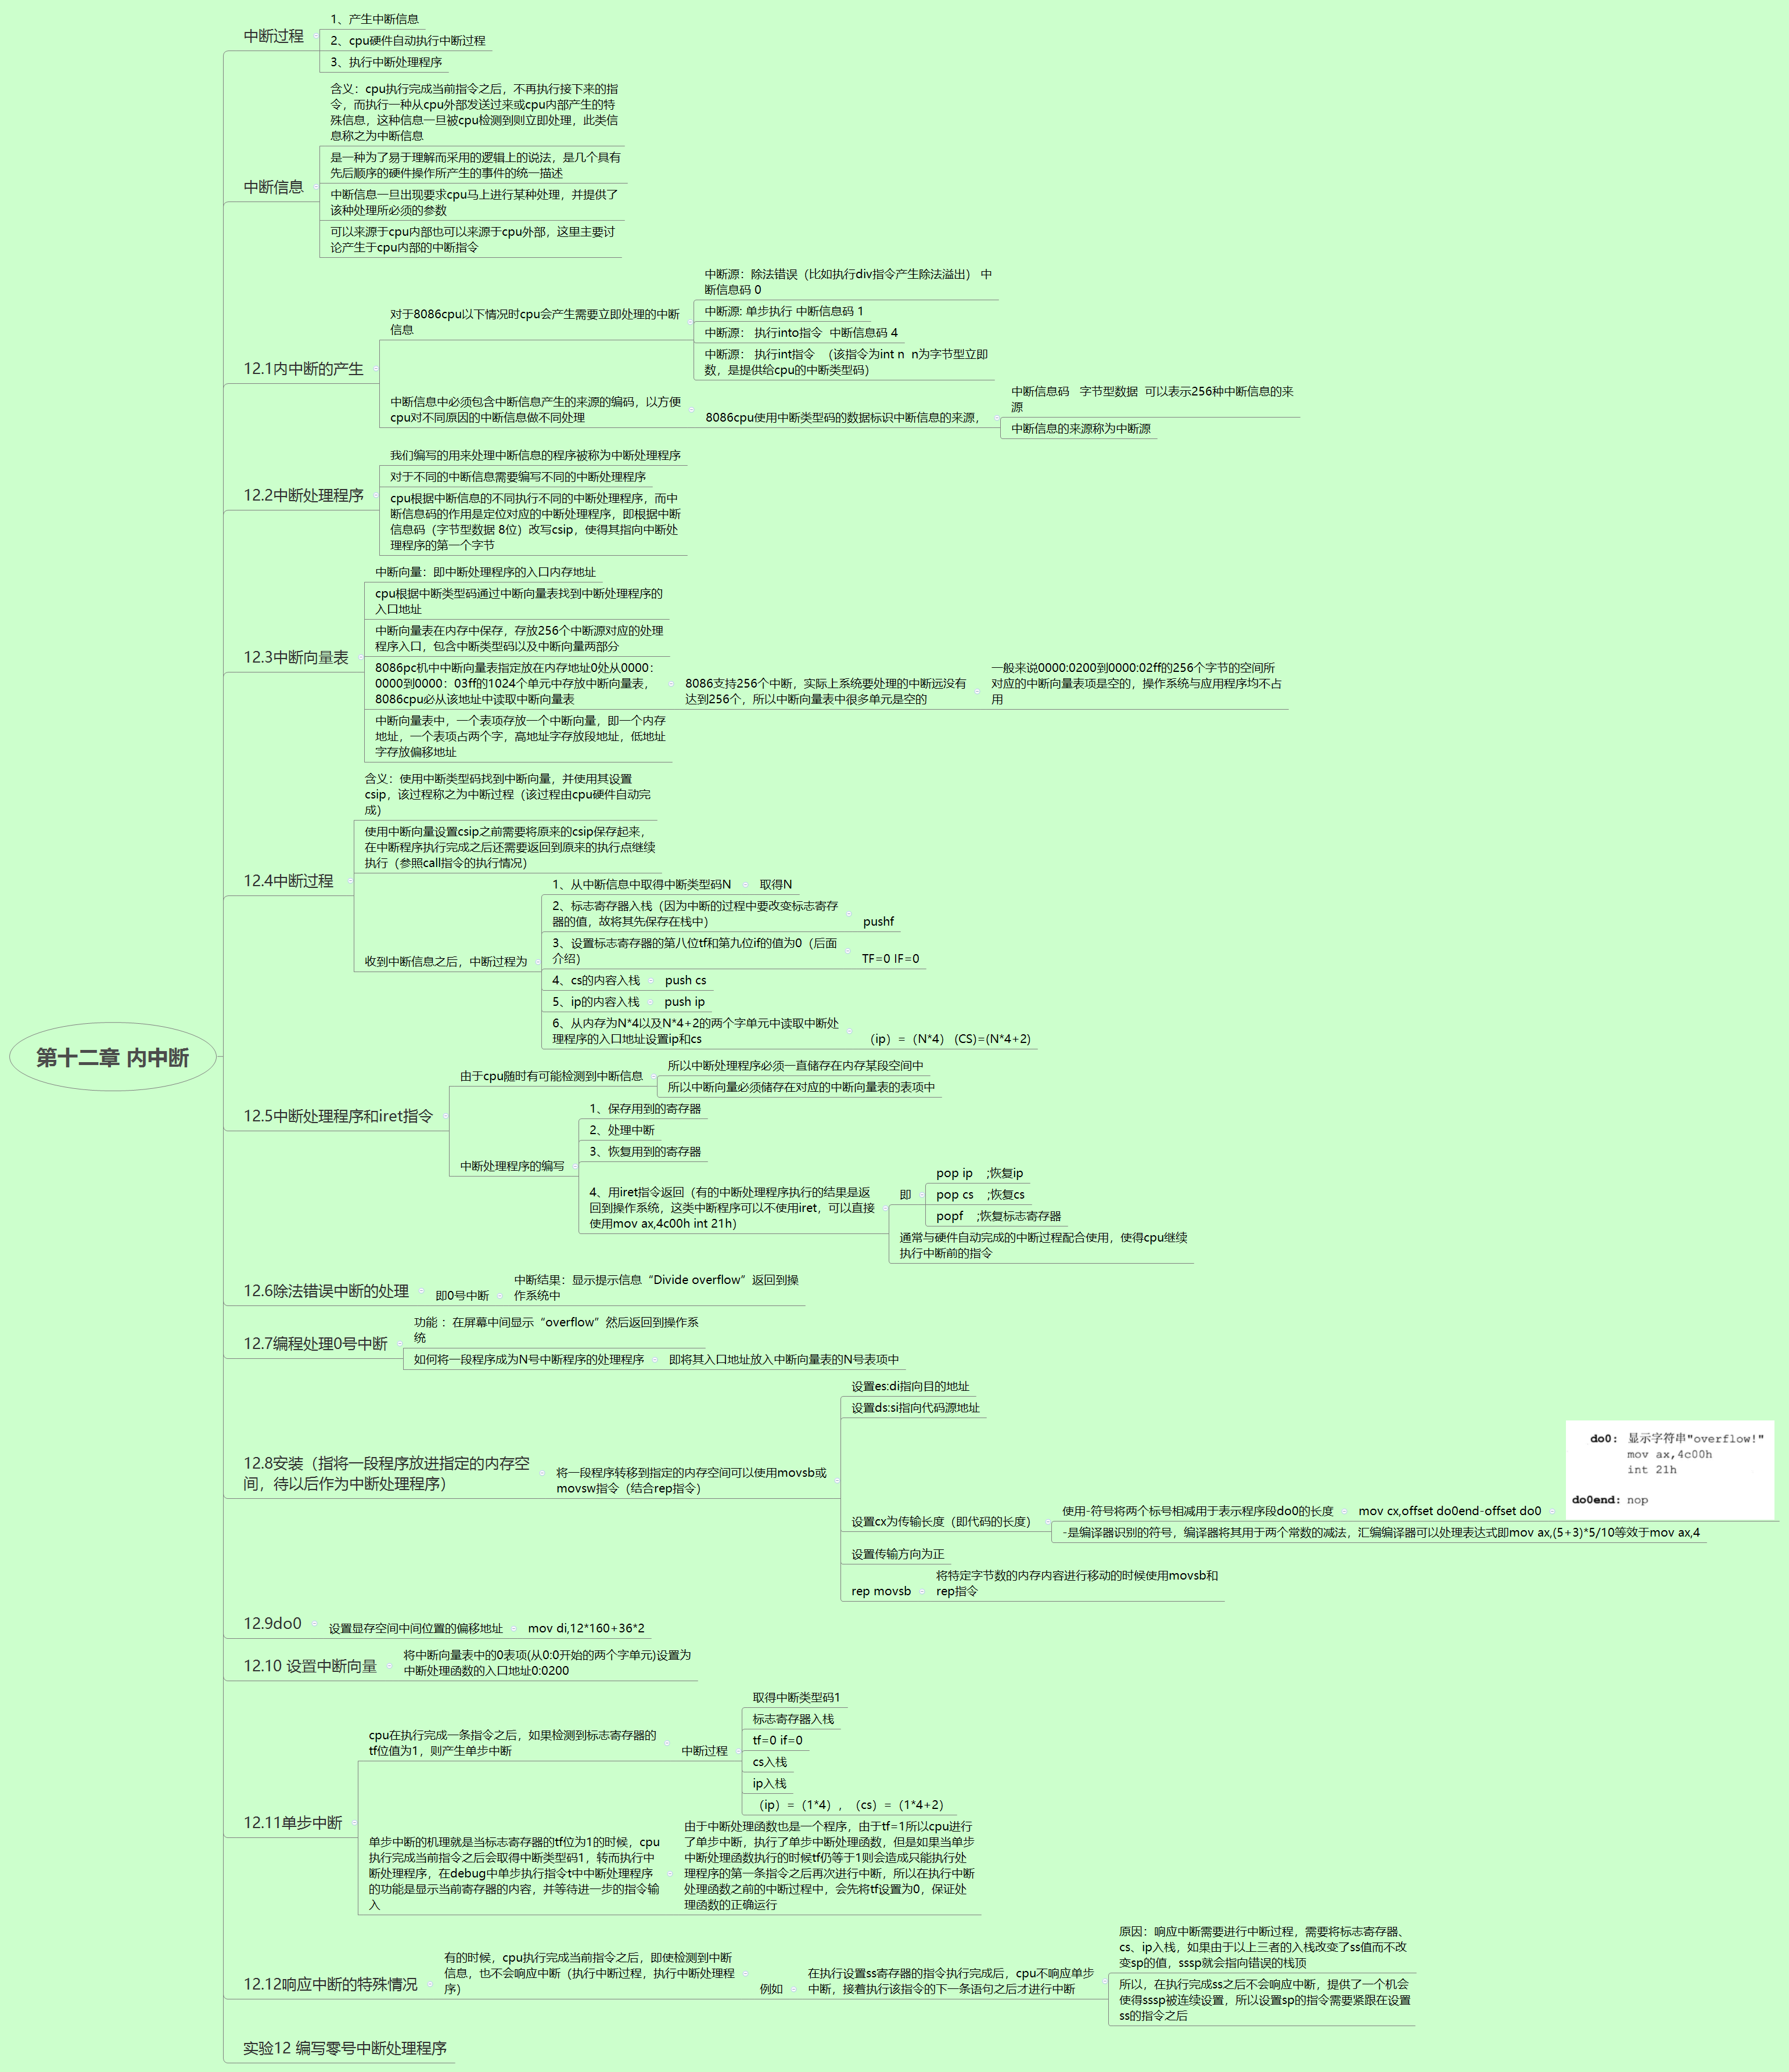 中断过程
1、产生中断信息
2、cpu硬件自动执行中断过程
3、执行中断处理程序
中断信息
含义：cpu执行完成当前指令之后，不再执行接下来的指
令，而执行一种从cpu外部发送过来或cpu内部产生的特
殊信息，这种信息一旦被cpu检测到则立即处理，此类信
息称之为中断信息
是一种为了易于理解而采用的逻辑上的说法，是几个具有
先后顺序的硬件操作所产生的事件的统一描述
中断信息一旦出现要求cpu马上进行某种处理，并提供了
该种处理所必须的参数
可以来源于cpu内部也可以来源于cpu外部，这里主要讨
论产生于cpu内部的中断指令
12.1内中断的产生
对于8086cpu以下情况时cpu会产生需要立即处理的中断
信息
中断源：除法错误（比如执行div指令产生除法溢出） 中
断信息码 0
中断源: 单步执行 中断信息码 1
中断源： 执行into指令  中断信息码 4
中断源： 执行int指令   （该指令为int n  n为字节型立即
数，是提供给cpu的中断类型码）
中断信息中必须包含中断信息产生的来源的编码，以方便
cpu对不同原因的中断信息做不同处理
8086cpu使用中断类型码的数据标识中断信息的来源，
中断信息码   字节型数据  可以表示256种中断信息的来
源
中断信息的来源称为中断源
12.2中断处理程序
我们编写的用来处理中断信息的程序被称为中断处理程序
对于不同的中断信息需要编写不同的中断处理程序
cpu根据中断信息的不同执行不同的中断处理程序，而中
断信息码的作用是定位对应的中断处理程序，即根据中断
信息码（字节型数据 8位）改写csip，使得其指向中断处
理程序的第一个字节
12.3中断向量表
中断向量：即中断处理程序的入口内存地址
cpu根据中断类型码通过中断向量表找到中断处理程序的
入口地址
中断向量表在内存中保存，存放256个中断源对应的处理
程序入口，包含中断类型码以及中断向量两部分
8086pc机中中断向量表指定放在内存地址0处从0000：
0000到0000：03ff的1024个单元中存放中断向量表，
8086cpu必从该地址中读取中断向量表
8086支持256个中断，实际上系统要处理的中断远没有
达到256个，所以中断向量表中很多单元是空的
一般来说0000:0200到0000:02ff的256个字节的空间所
对应的中断向量表项是空的，操作系统与应用程序均不占
用
中断向量表中，一个表项存放一个中断向量，即一个内存
地址，一个表项占两个字，高地址字存放段地址，低地址
字存放偏移地址
12.4中断过程
含义：使用中断类型码找到中断向量，并使用其设置
csip，该过程称之为中断过程（该过程由cpu硬件自动完
成）
使用中断向量设置csip之前需要将原来的csip保存起来，
在中断程序执行完成之后还需要返回到原来的执行点继续
执行（参照call指令的执行情况）
收到中断信息之后，中断过程为
1、从中断信息中取得中断类型码N
取得N
2、标志寄存器入栈（因为中断的过程中要改变标志寄存
器的值，故将其先保存在栈中）
pushf
3、设置标志寄存器的第八位tf和第九位if的值为0（后面
介绍）
TF=0 IF=0
4、cs的内容入栈
push cs
5、ip的内容入栈
push ip
6、从内存为N*4以及N*4+2的两个字单元中读取中断处
理程序的入口地址设置ip和cs
（ip）=（N*4） (CS)=(N*4+2)
第十二章 内中断
12.5中断处理程序和iret指令
由于cpu随时有可能检测到中断信息
所以中断处理程序必须一直储存在内存某段空间中
所以中断向量必须储存在对应的中断向量表的表项中
中断处理程序的编写
1、保存用到的寄存器
2、处理中断
3、恢复用到的寄存器
4、用iret指令返回（有的中断处理程序执行的结果是返
回到操作系统，这类中断程序可以不使用iret，可以直接
使用mov ax,4c00h int 21h）
即
pop ip    ;恢复ip
pop cs    ;恢复cs
popf    ;恢复标志寄存器
通常与硬件自动完成的中断过程配合使用，使得cpu继续
执行中断前的指令
12.6除法错误中断的处理
即0号中断
中断结果：显示提示信息“Divide overflow”返回到操
作系统中
12.7编程处理0号中断
功能 ：在屏幕中间显示“overflow”然后返回到操作系
统
如何将一段程序成为N号中断程序的处理程序
即将其入口地址放入中断向量表的N号表项中
12.8安装（指将一段程序放进指定的内存空
间，待以后作为中断处理程序）
将一段程序转移到指定的内存空间可以使用movsb或
movsw指令（结合rep指令）
设置es:di指向目的地址
设置ds:si指向代码源地址
设置cx为传输长度（即代码的长度）
使用-符号将两个标号相减用于表示程序段do0的长度
mov cx,offset do0end-offset do0
do0: 显示字符串"overflow!"
mov ax,4c00h
int 21h
do0end: nop
-是编译器识别的符号，编译器将其用于两个常数的减法，汇编编译器可以处理表达式即mov ax,(5+3)*5/10等效于mov ax,4
设置传输方向为正
rep movsb
将特定字节数的内存内容进行移动的时候使用movsb和
rep指令
12.9do0
设置显存空间中间位置的偏移地址
mov di,12*160+36*2
12.10 设置中断向量
将中断向量表中的0表项(从0:0开始的两个字单元)设置为
中断处理函数的入口地址0:0200
12.11单步中断
cpu在执行完成一条指令之后，如果检测到标志寄存器的
tf位值为1，则产生单步中断
中断过程
取得中断类型码1
标志寄存器入栈
tf=0 if=0
cs入栈
ip入栈
（ip）=（1*4），（cs）=（1*4+2）
单步中断的机理就是当标志寄存器的tf位为1的时候，cpu
执行完成当前指令之后会取得中断类型码1，转而执行中
断处理程序，在debug中单步执行指令t中中断处理程序
的功能是显示当前寄存器的内容，并等待进一步的指令输
入
由于中断处理函数也是一个程序，由于tf=1所以cpu进行
了单步中断，执行了单步中断处理函数，但是如果当单步
中断处理函数执行的时候tf仍等于1则会造成只能执行处
理程序的第一条指令之后再次进行中断，所以在执行中断
处理函数之前的中断过程中，会先将tf设置为0，保证处
理函数的正确运行
12.12响应中断的特殊情况
有的时候，cpu执行完成当前指令之后，即使检测到中断
信息，也不会响应中断（执行中断过程，执行中断处理程
序）
例如
在执行设置ss寄存器的指令执行完成后，cpu不响应单步
中断，接着执行该指令的下一条语句之后才进行中断
原因：响应中断需要进行中断过程，需要将标志寄存器、
cs、ip入栈，如果由于以上三者的入栈改变了ss值而不改
变sp的值，sssp就会指向错误的栈顶
所以，在执行完成ss之后不会响应中断，提供了一个机会
使得sssp被连续设置，所以设置sp的指令需要紧跟在设置
ss的指令之后
实验12 编写零号中断处理程序